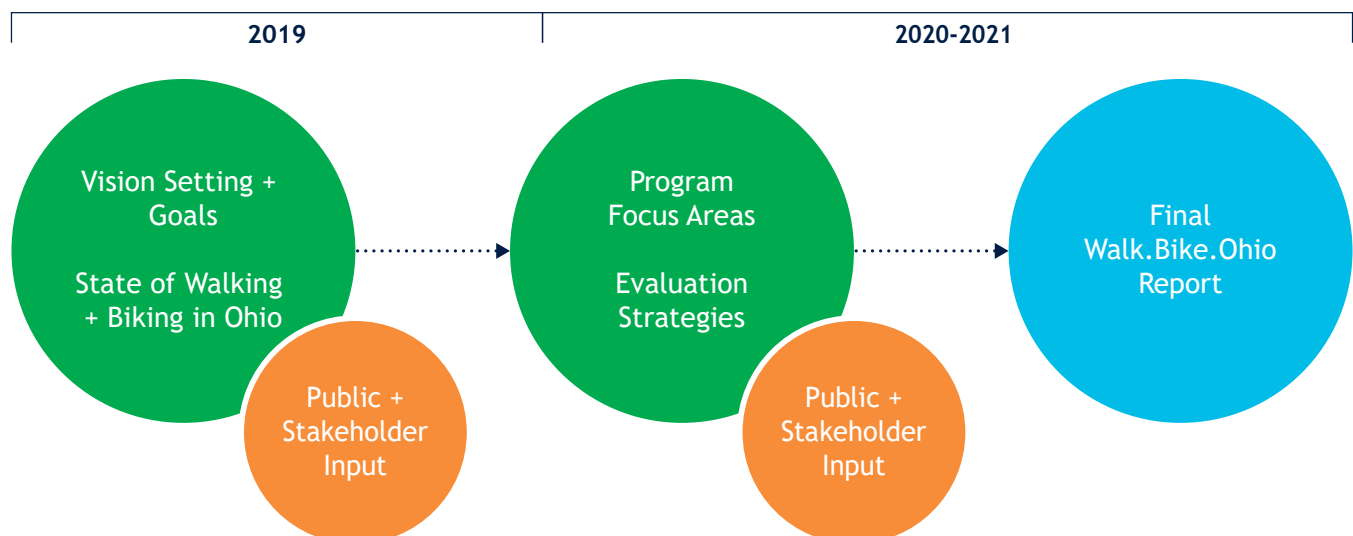 2019
2020-2021
Vision Setting +
Goals
State of Walking
+ Biking in Ohio
Public +
Stakeholder
Input
Program
Focus Areas
Evaluation
Strategies
Public +
Stakeholder
Input
Final
Walk.Bike.Ohio
Report